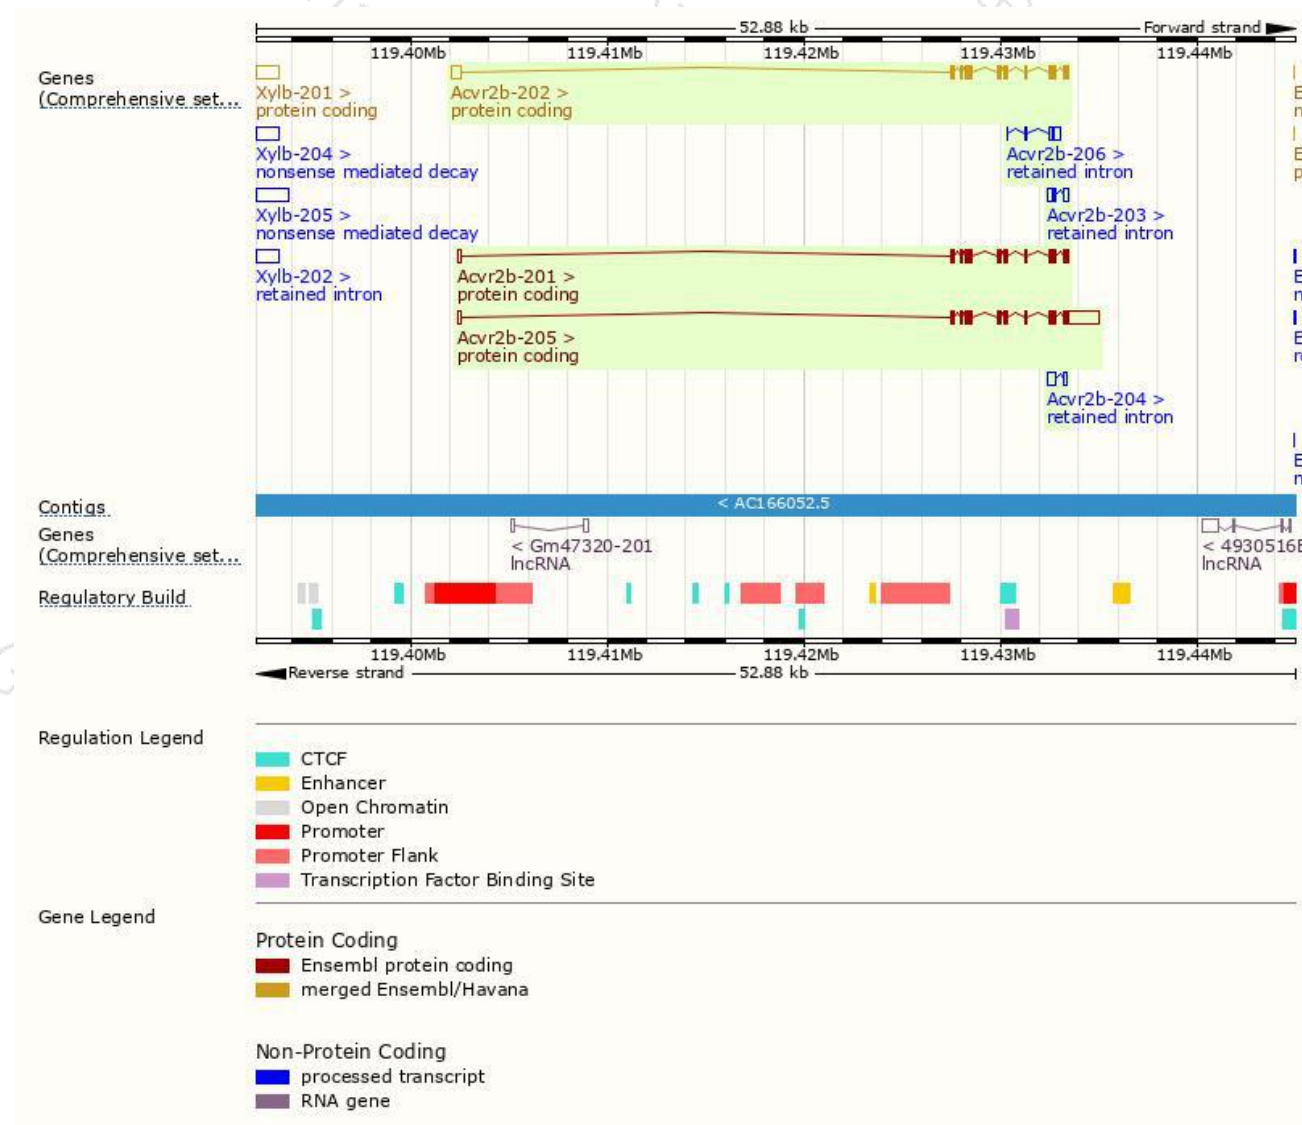 52.88 kb
Forward strand
119.40Mb 119.41Mb 119.42Mb 119.43Mb 119.44Mb
Genes
(Comprehensive set...
Xylb-201 >
protein coding
Acvr2b-202 >
protein coding
Xylb-204 >
nonsense mediated decay
Acvr2b-206 >
retained intron
Xylb-205 >
nonsense mediated decay
Acvr2b-203 >
retained intron
Xylb-202 >
retained intron
Acvr2b-201 >
protein coding
Acvr2b-205 >
protein coding
Acvr2b-204 >
retained intron
Contigs
< AC166052.5
Genes
(Comprehensive set...
< Gm47320-201
lncRNA
< 4930516
lncRNA
Regulatory Build
119.40Mb 119.41Mb 119.42Mb 119.43Mb 119.44Mb
Reverse strand
52.88 kb
Regulation Legend
CTCF
Enhancer
Open Chromatin
Promoter
Promoter Flank
Transcription Factor Binding Site
Gene Legend
Protein Coding
Ensembl protein coding
merged Ensembl/Havana
Non-Protein Coding
processed transcript
RNA gene